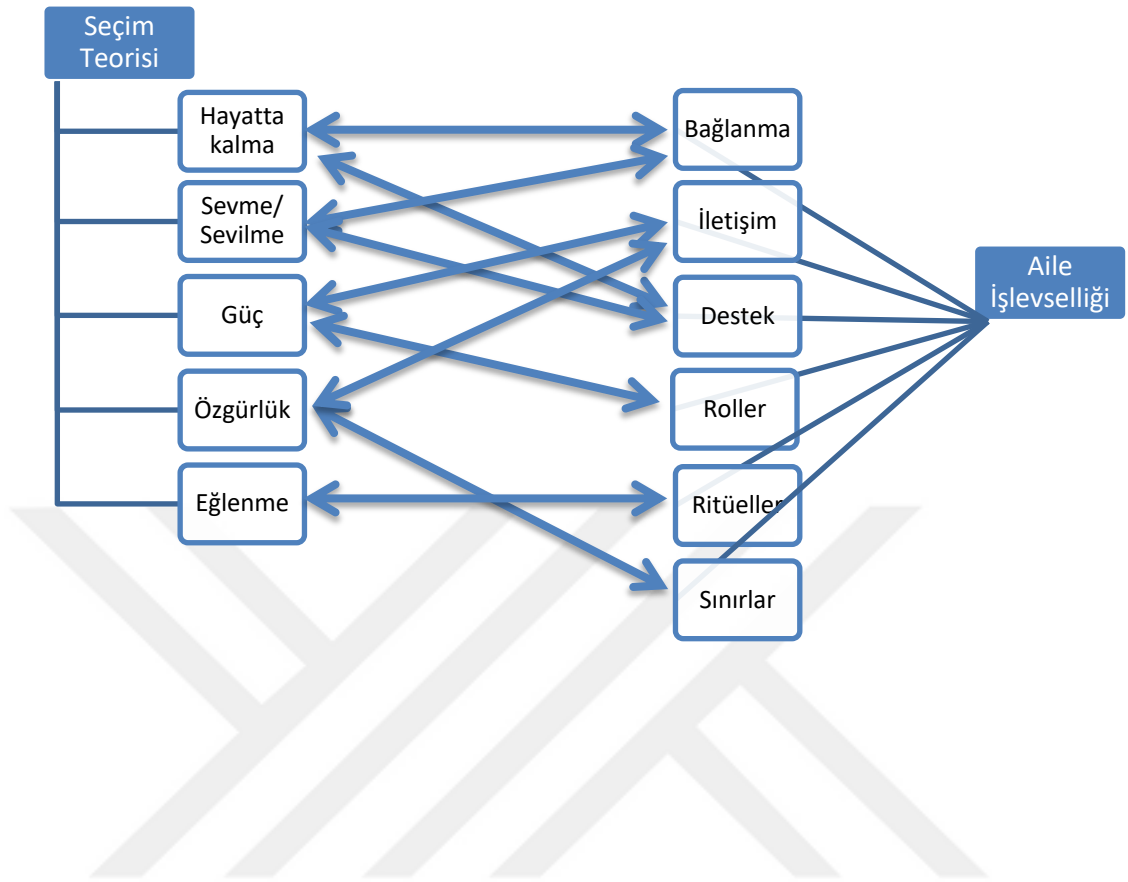 Seçim
Teorisi
Hayatta
kalma
Sevme/
Sevilme
Güç
Özgürlük
Eğlenme
Bağlanma
İletişim
Destek
Roller
Ritüeller
Sınırlar
Aile
İşlevselliği